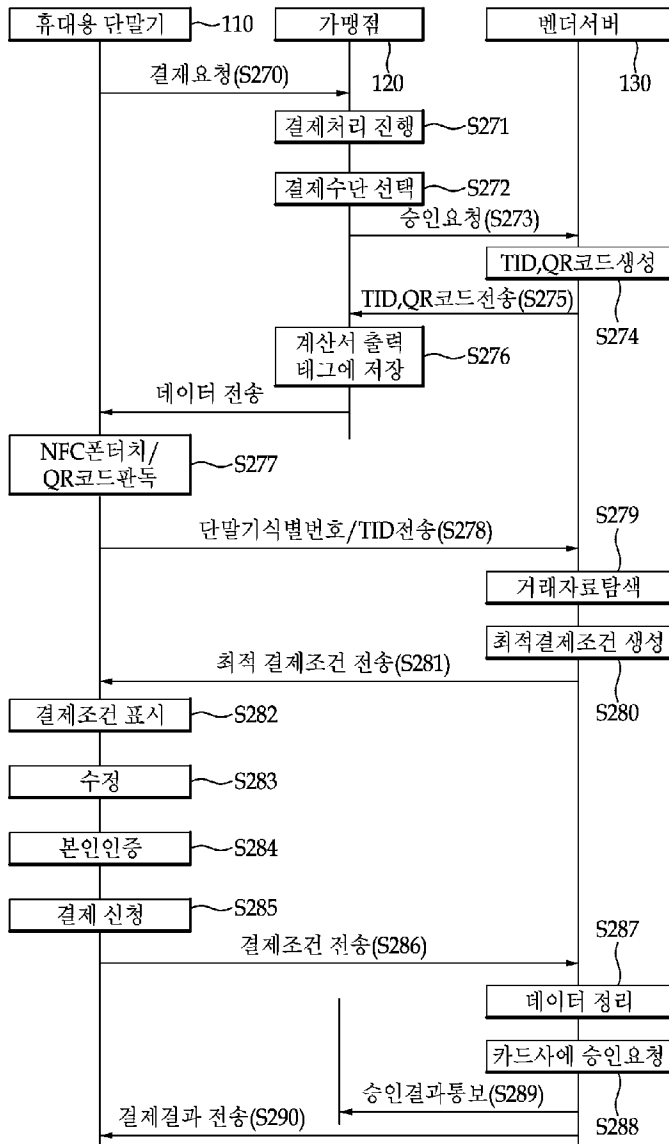 휴대용 단말기
110
가맹점
벤더서버
120
130
결재요청(S270)
결제처리 진행
S271
결제수단 선택
S272
승인요청(S273)
TID,QR코드생성
S274
TID,QR코드전송(S275)
계산서 출력
태그에 저장
S276
데이터 전송
NFC폰터치/
QR코드판독
S277
단말기식별번호/TID전송(S278)
S279
거래자료탐색
최적결제조건 생성
S280
최적 결제조건 전송(S281)
결제조건 표시
S282
수정
S283
본인인증
S284
결제 신청
S285
결제조건 전송(S286)
S287
데이터 정리
카드사에 승인요청
S288
승인결과통보(S289)
결제결과 전송(S290)